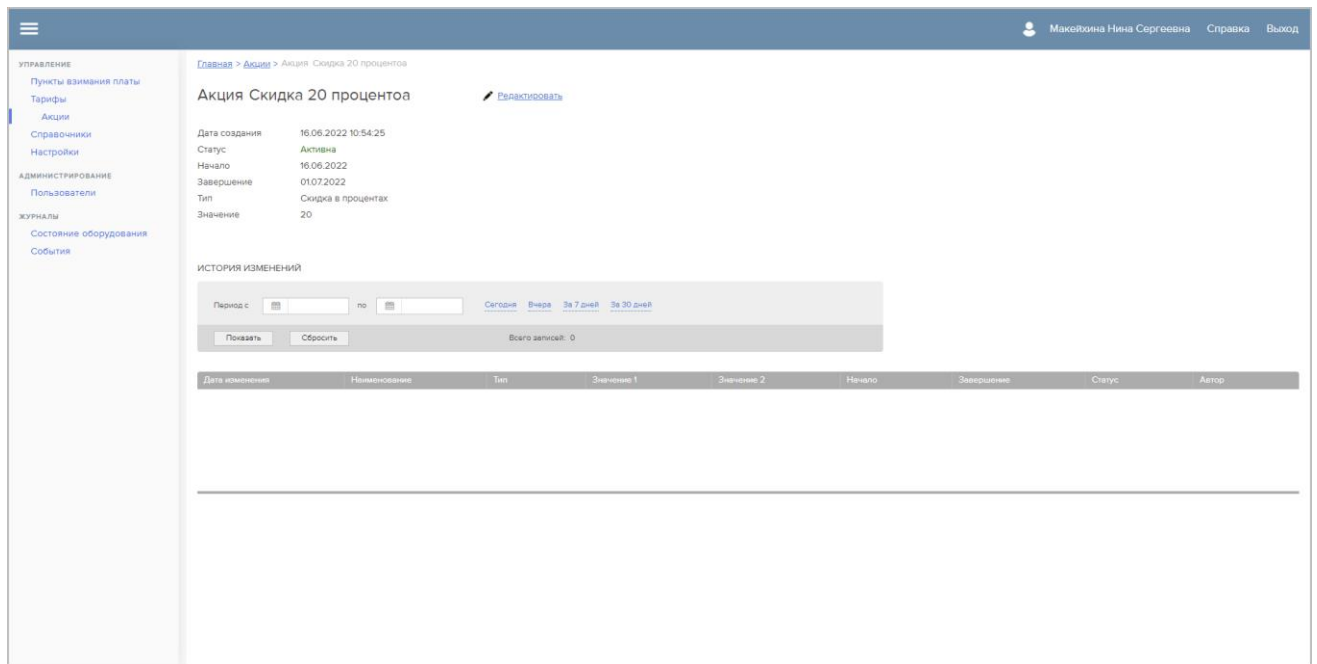 Макейхина Нина Сергеевна Справка Выход
УПРАВЛЕНИЕ
Пункты взимания платы
Тарифы
Акции
Справочники
Настройки
АДМИНИСТРИРОВАНИЕ
Пользователи
ЖУРНАЛЫ
Состояние оборудования
События
Главная > Акции > Акция Скидка 20 процентоа
Акция Скидка 20 процентоа Редактировать
Дата создания 16.06.2022 10:54:25
Статус Активна
Начало 16.06.2022
Завершение 01.07.2022
Тип Скидка в процентах
Значение 20
ИСТОРИЯ ИЗМЕНЕНИЙ
Период с по Сегодня Вчера За 7 дней За 30 дней
Показать Сбросить Всего записей: 0
Дата изменения Наименование Тип Значение 1 Значение 2 Начало Завершение Статус Автор